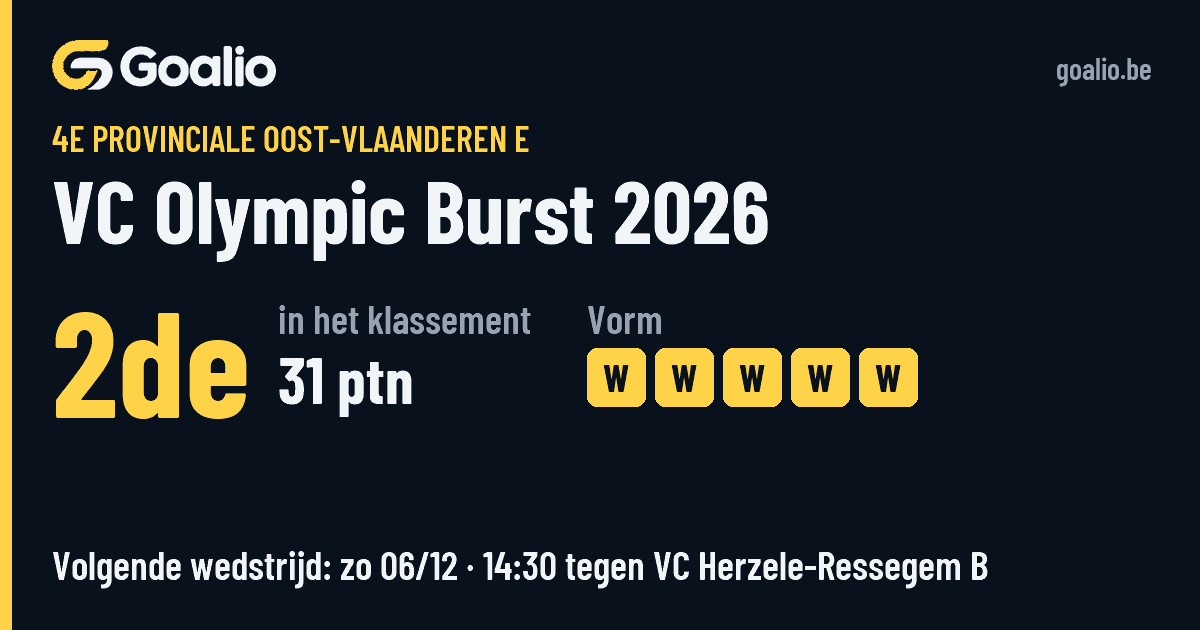 Goalio
goalio.be
4E PROVINCIALE OOST-VLAANDEREN E
VC Olympic Burst 2026
2de
in het klassement
31 ptn
Vorm
W W W W W
Volgende wedstrijd: zo 06/12 · 14:30 tegen VC Herzele-Ressegem B